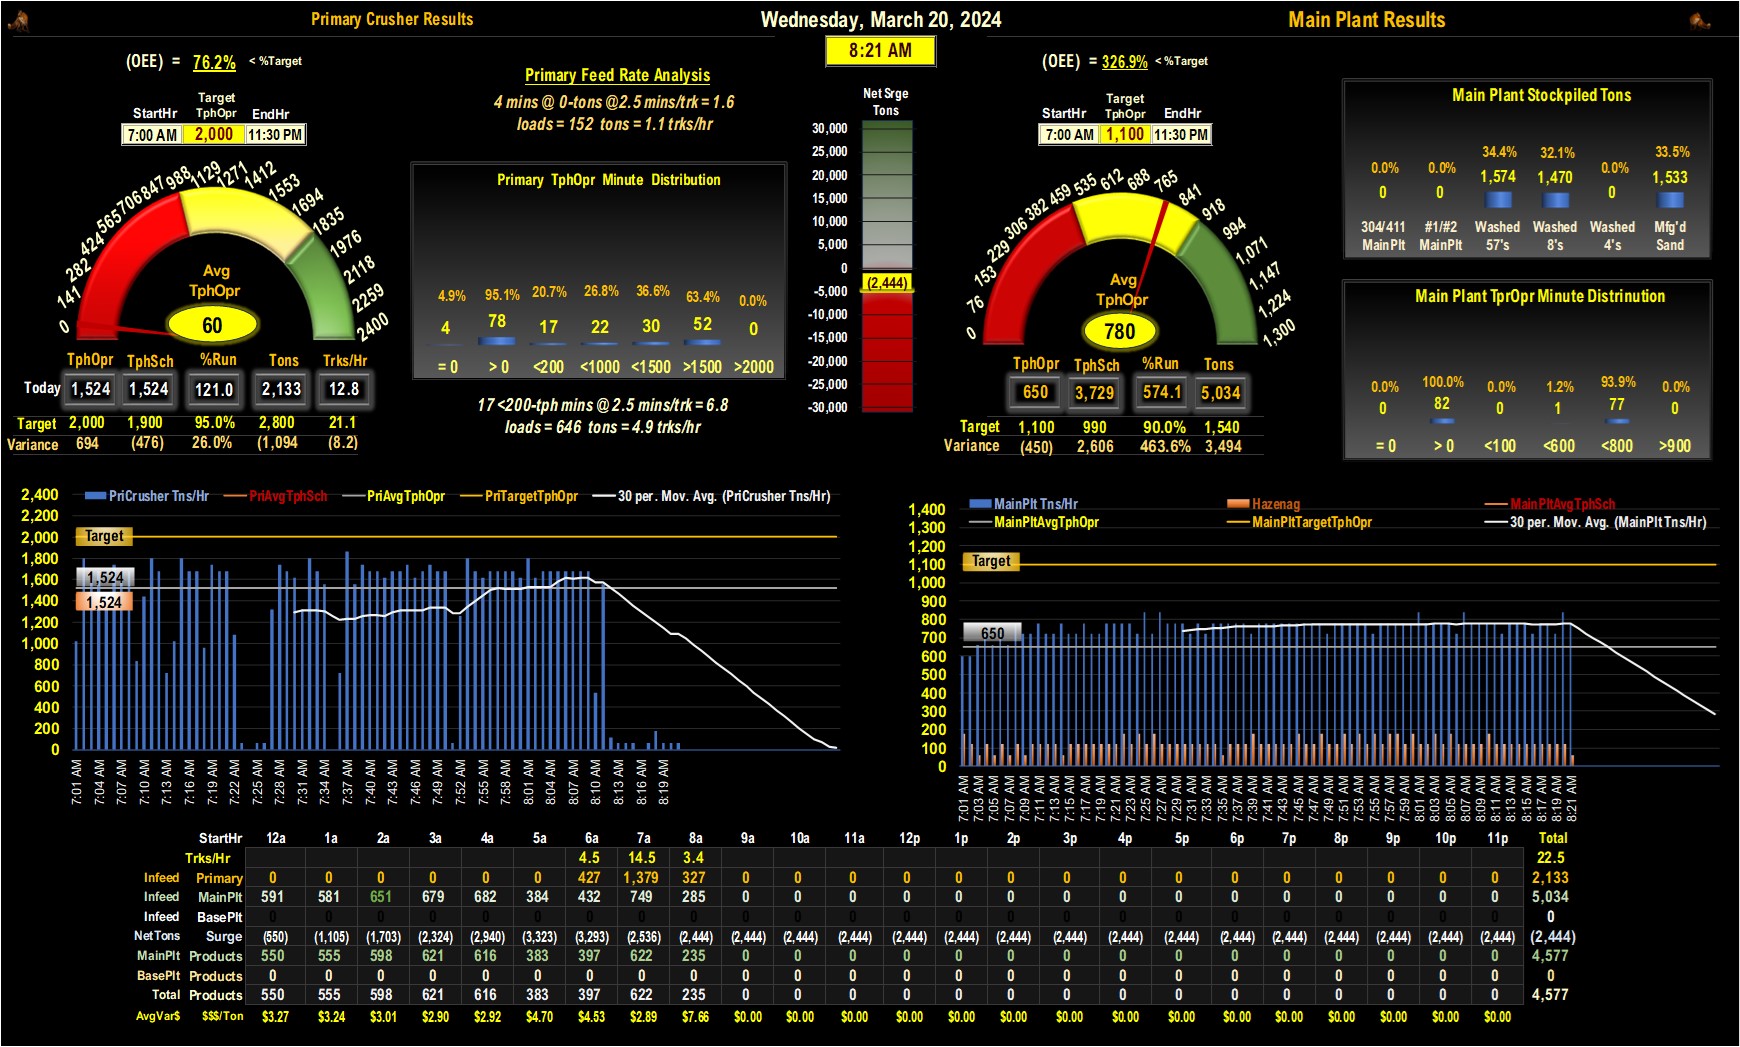 Primary Crusher Results
Wednesday, March 20, 2024
Main Plant Results
8:21 AM
(OEE) = 76.2% < %Target
StartHr Target TphOpr EndHr
7:00 AM 2,000 11:30 PM
0 141 282 424 565 706 847 988 1129 1271 1412 1553 1694 1835 1976 2118 2259 2400
Avg
TphOpr
60
TphOpr TphSch %Run Tons Trks/Hr
Today 1,524 1,524 121.0 2,133 12.8
Target 2,000 1,900 95.0% 2,800 21.1
Variance 694 (476) 26.0% (1,094 (8.2)
Primary Feed Rate Analysis
4 mins @ 0-tons @2.5 mins/trk = 1.6
loads = 152 tons = 1.1 trks/hr
Primary TphOpr Minute Distribution
4.9% 95.1% 20.7% 26.8% 36.6% 63.4% 0.0%
4 78 17 22 30 52 0
= 0 > 0 <200 <1000 <1500 >1500 >2000
17 <200-tph mins @ 2.5 mins/trk = 6.8
loads = 646 tons = 4.9 trks/hr
Net Srge
Tons
30,000
25,000
20,000
15,000
10,000
5,000
0
(2,444)
-5,000
-10,000
-15,000
-20,000
-25,000
-30,000
(OEE) = 326.9% < %Target
StartHr Target TphOpr EndHr
7:00 AM 1,100 11:30 PM
0 76 153 229 306 382 459 535 612 688 765 841 918 994 1,071 1,147 1,224 1,300
Avg
TphOpr
780
TphOpr TphSch %Run Tons
650 3,729 574.1 5,034
Target 1,100 990 90.0% 1,540
Variance (450) 2,606 463.6% 3,494
Main Plant Stockpiled Tons
0.0% 0.0% 34.4% 32.1% 0.0% 33.5%
0 0 1,574 1,470 0 1,533
304/411 #1/#2 Washed Washed Washed Mfg'd
MainPlt MainPlt 57's 8's 4's Sand
Main Plant TprOpr Minute Distrinution
0.0% 100.0% 0.0% 1.2% 93.9% 0.0%
0 82 0 1 77 0
= 0 > 0 <100 <600 <800 >900
PriCrusher Tns/Hr PriAvgTphSch PriAvgTphOpr PriTargetTphOpr 30 per. Mov. Avg. (PriCrusher Tns/Hr)
2,400
2,200
2,000
1,800
1,600
1,400
1,200
1,000
800
600
400
200
0
Target
1,524
1,524
7:01 AM 7:04 AM 7:07 AM 7:10 AM 7:13 AM 7:16 AM 7:19 AM 7:22 AM 7:25 AM 7:28 AM 7:31 AM 7:34 AM 7:37 AM 7:40 AM 7:43 AM 7:46 AM 7:49 AM 7:52 AM 7:55 AM 7:58 AM 8:01 AM 8:04 AM 8:07 AM 8:10 AM 8:13 AM 8:16 AM 8:19 AM
MainPlt Tns/Hr Hazenag MainPltAvgTphSch
MainPltAvgTphOpr MainPltTargetTphOpr 30 per. Mov. Avg. (MainPlt Tns/Hr)
1,400
1,300
1,200
1,100
1,000
900
800
700
600
500
400
300
200
100
0
Target
650
7:01 AM 7:03 AM 7:05 AM 7:07 AM 7:09 AM 7:11 AM 7:13 AM 7:15 AM 7:17 AM 7:19 AM 7:21 AM 7:23 AM 7:25 AM 7:27 AM 7:29 AM 7:31 AM 7:33 AM 7:35 AM 7:37 AM 7:39 AM 7:41 AM 7:43 AM 7:45 AM 7:47 AM 7:49 AM 7:51 AM 7:53 AM 7:55 AM 7:57 AM 7:59 AM 8:01 AM 8:03 AM 8:05 AM 8:07 AM 8:09 AM 8:11 AM 8:13 AM 8:15 AM 8:17 AM 8:19 AM 8:21 AM
StartHr 12a 1a 2a 3a 4a 5a 6a 7a 8a 9a 10a 11a 12p 1p 2p 3p 4p 5p 6p 7p 8p 9p 10p 11p Total
Trks/Hr 4.5 14.5 3.4 22.5
Infeed Primary 0 0 0 0 0 0 427 1,379 327 0 0 0 0 0 0 0 0 0 0 0 0 0 0 0 2,133
Infeed MainPlt 591 581 651 679 682 384 432 749 285 0 0 0 0 0 0 0 0 0 0 0 0 0 0 0 5,034
Infeed BasePlt 0 0 0 0 0 0 0 0 0 0 0 0 0 0 0 0 0 0 0 0 0 0 0 0 0
NetTons Surge (550) (1,105) (1,703) (2,324) (2,940) (3,323) (3,293) (2,536) (2,444) (2,444) (2,444) (2,444) (2,444) (2,444) (2,444) (2,444) (2,444) (2,444) (2,444) (2,444) (2,444) (2,444) (2,444) (2,444) (2,444)
MainPlt Products 550 555 598 621 616 383 397 622 235 0 0 0 0 0 0 0 0 0 0 0 0 0 0 0 4,577
BasePlt Products 0 0 0 0 0 0 0 0 0 0 0 0 0 0 0 0 0 0 0 0 0 0 0 0 0
Total Products 550 555 598 621 616 383 397 622 235 0 0 0 0 0 0 0 0 0 0 0 0 0 0 0 4,577
AvgVar$ $$$/Ton $3.27 $3.24 $3.01 $2.90 $2.92 $4.70 $4.53 $2.89 $7.66 $0.00 $0.00 $0.00 $0.00 $0.00 $0.00 $0.00 $0.00 $0.00 $0.00 $0.00 $0.00 $0.00 $0.00 $0.00